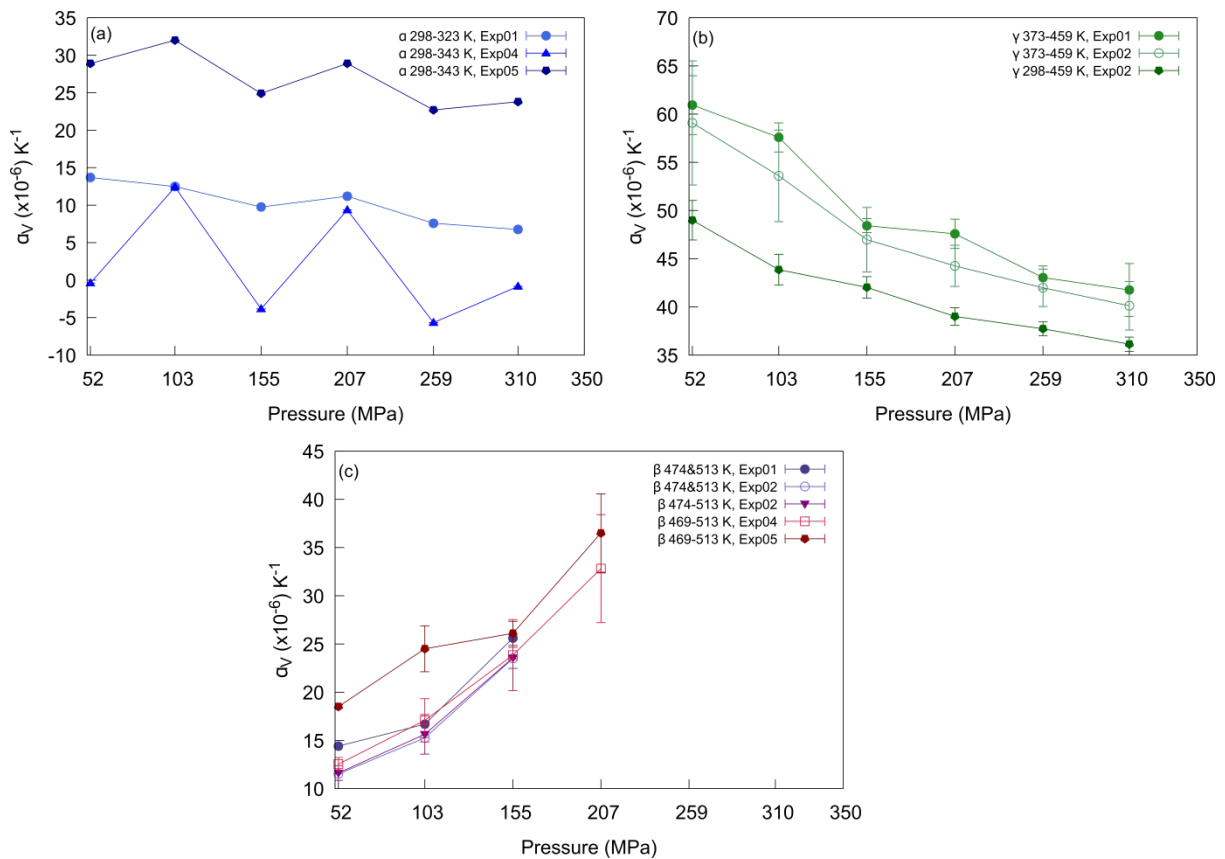 (a)
α 298-323 K, Exp01
α 298-343 K, Exp04
α 298-343 K, Exp05
35
30
25
20
15
10
5
0
-5
-10
α_V (x10⁻⁶) K⁻¹
52 103 155 207 259 310 350
Pressure (MPa)
(b)
γ 373-459 K, Exp01
γ 373-459 K, Exp02
γ 298-459 K, Exp02
70
65
60
55
50
45
40
35
α_V (x10⁻⁶) K⁻¹
52 103 155 207 259 310 350
Pressure (MPa)
(c)
β 474&513 K, Exp01
β 474&513 K, Exp02
β 474-513 K, Exp02
β 469-513 K, Exp04
β 469-513 K, Exp05
45
40
35
30
25
20
15
10
α_V (x10⁻⁶) K⁻¹
52 103 155 207 259 310 350
Pressure (MPa)